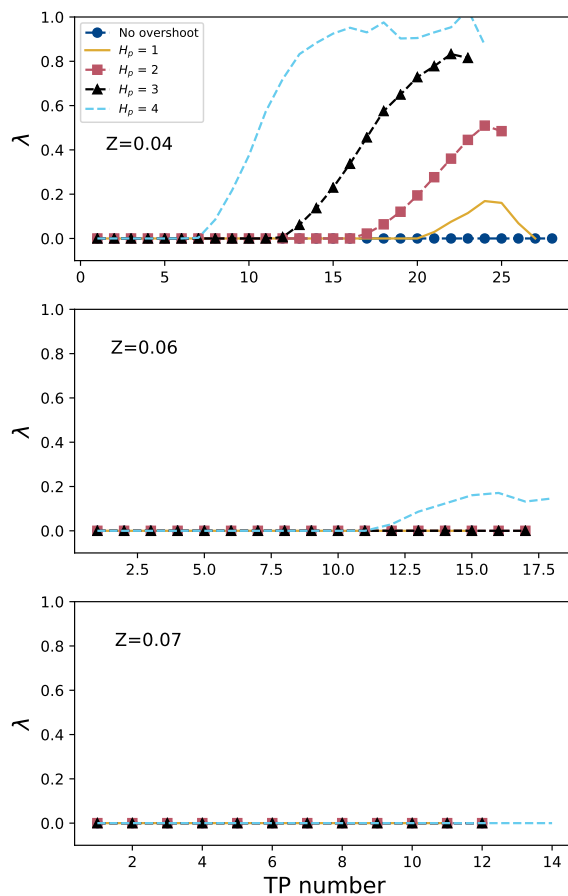 1.0
0.8
0.6
0.4
0.2
0.0
λ
No overshoot
Hp = 1
Hp = 2
Hp = 3
Hp = 4
Z=0.04
0 5 10 15 20 25
1.0
0.8
0.6
0.4
0.2
0.0
λ
Z=0.06
2.5 5.0 7.5 10.0 12.5 15.0 17.5
1.0
0.8
0.6
0.4
0.2
0.0
λ
Z=0.07
2 4 6 8 10 12 14
TP number